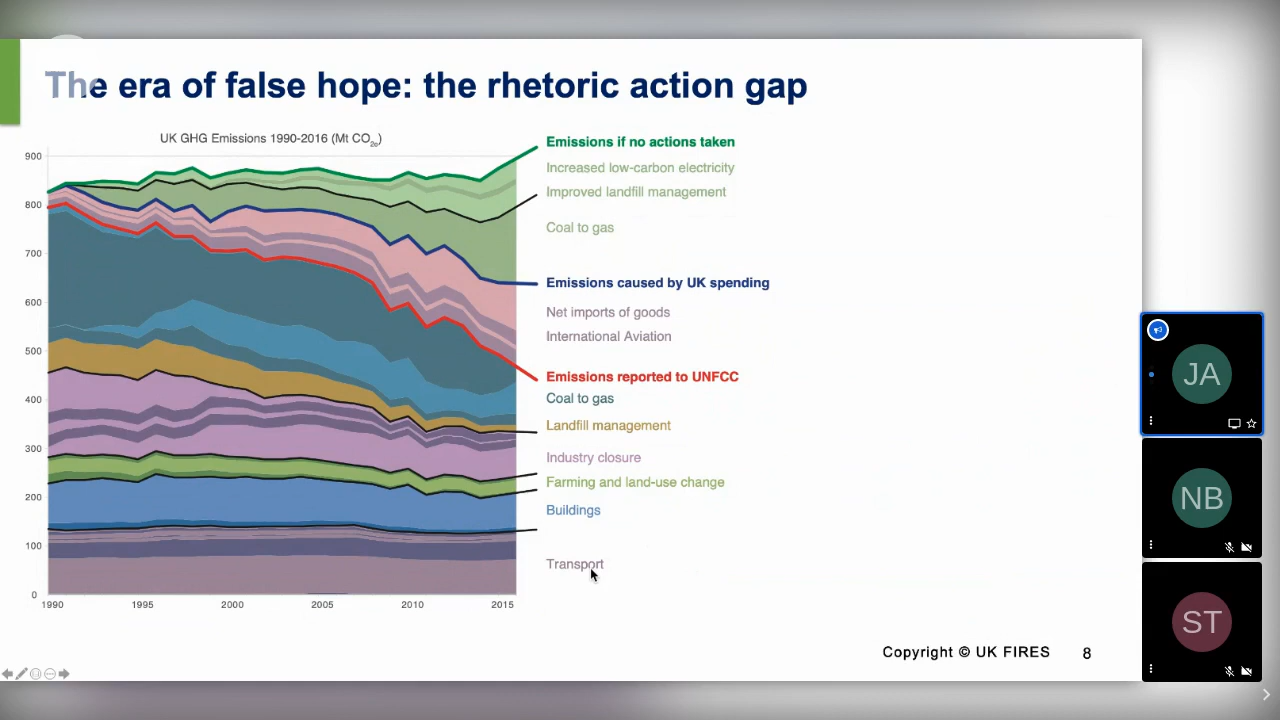 The era of false hope: the rhetoric action gap
UK GHG Emissions 1990-2016 (Mt CO2e)
900
800
700
600
500
400
300
200
100
0
1990
1995
2000
2005
2010
2015
Emissions if no actions taken
Increased low-carbon electricity
Improved landfill management
Coal to gas
Emissions caused by UK spending
Net imports of goods
International Aviation
Emissions reported to UNFCC
Coal to gas
Landfill management
Industry closure
Farming and land-use change
Buildings
Transport
Copyright © UK FIRES
8
JA
NB
ST